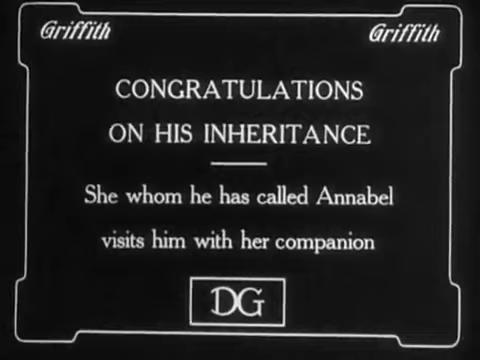 Griffith Griffith
CONGRATULATIONS
ON HIS INHERITANCE
She whom he has called Annabel
visits him with her companion
DG